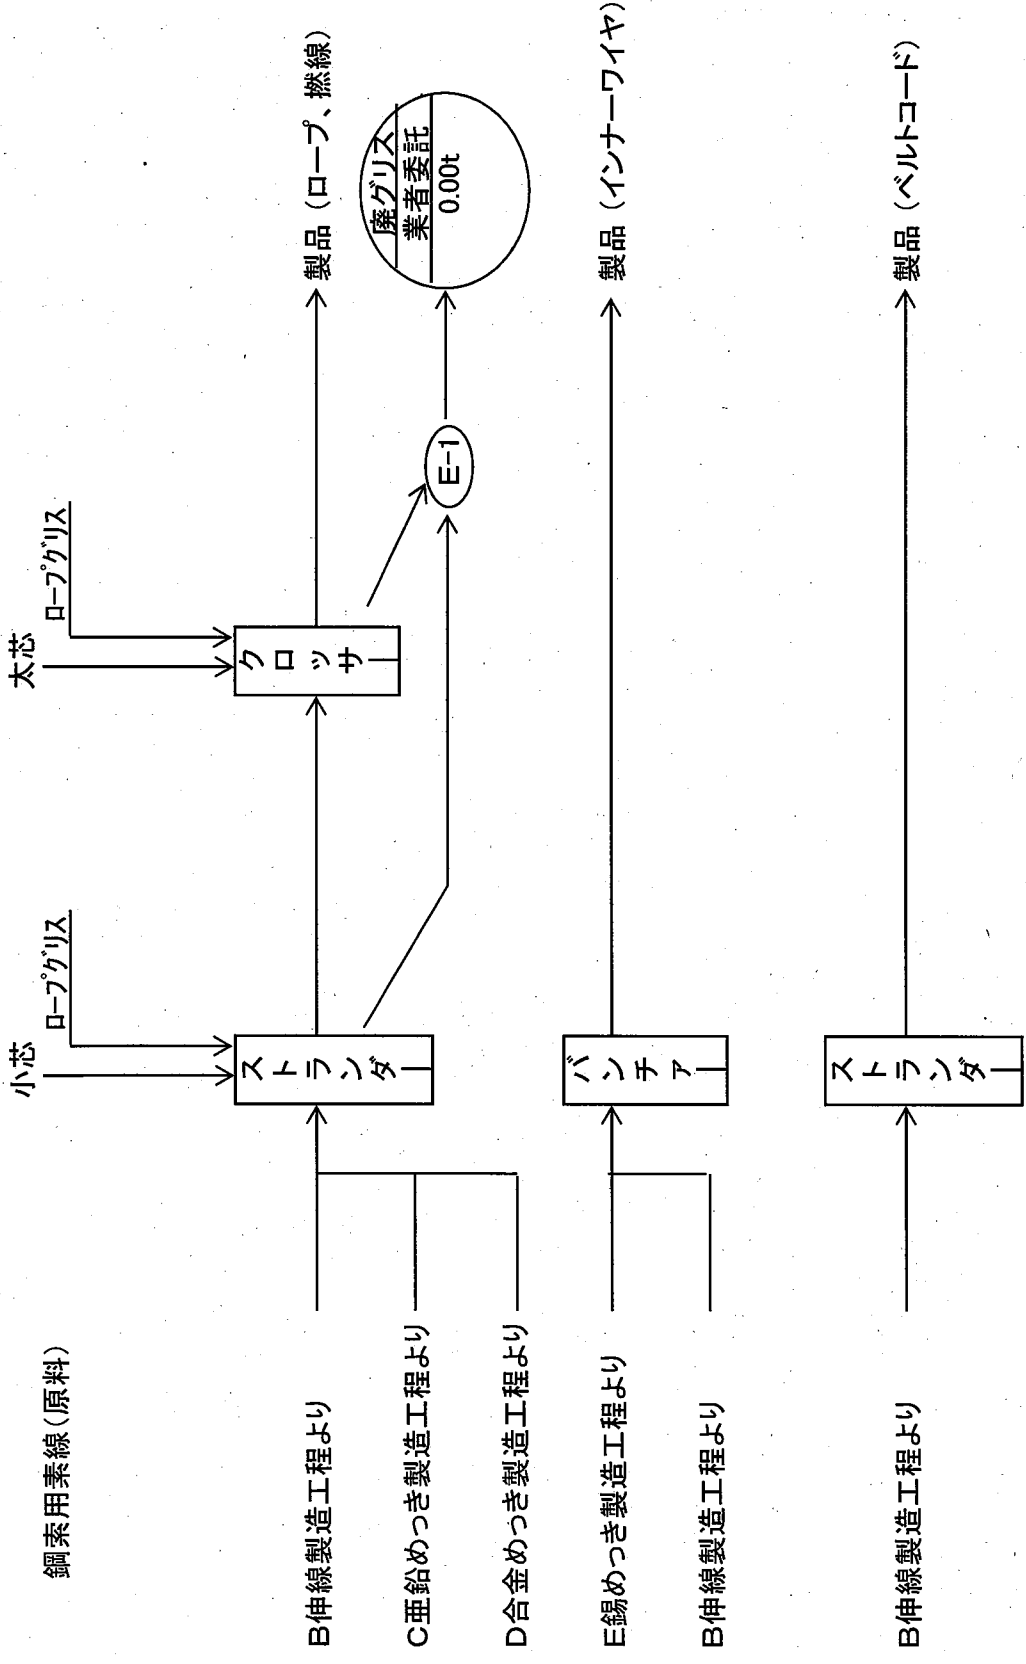 鋼索用素線(原料)
小芯
ロープグリス
太芯
ロープグリス
B伸線製造工程より
ストランダー
クロッサー
製品(ロープ、撚線)
C亜鉛めっき製造工程より
D合金めっき製造工程より
E-1
廃グリス
業者委託
0.00t
E錫めっき製造工程より
バンチァー
製品(インナーワイヤ)
B伸線製造工程より
B伸線製造工程より
ストランダー
製品(ベルトコード)